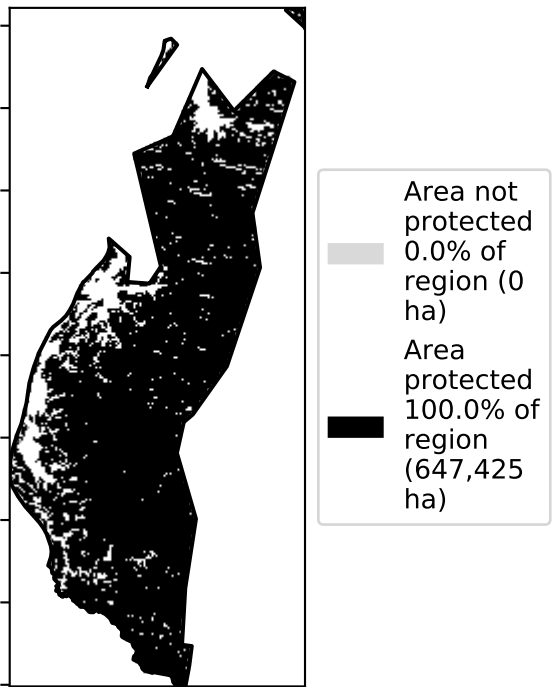 Area not
protected
0.0% of
region (0
ha)
Area
protected
100.0% of
region
(647,425
ha)